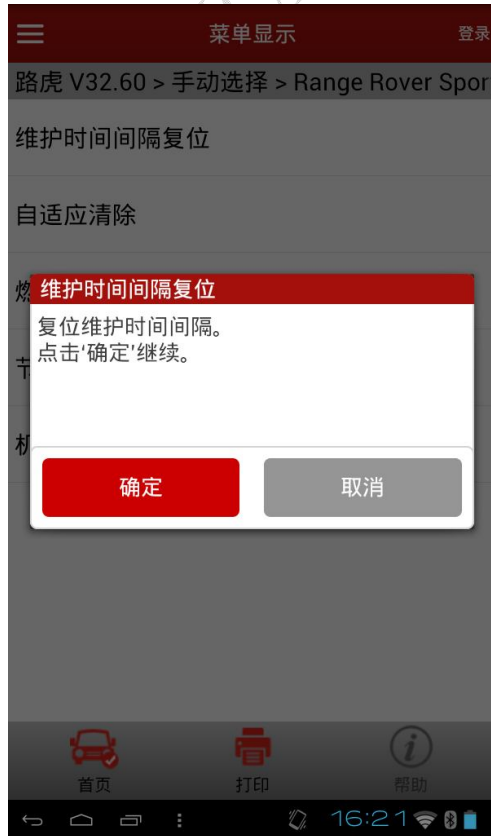 菜单显示
登录
路虎 V32.60 > 手动选择 > Range Rover Spor
维护时间间隔复位
自适应清除
燃
维护时间间隔复位
复位维护时间间隔。
点击‘确定’继续。
节
机
确定
取消
首页
打印
帮助
16:21